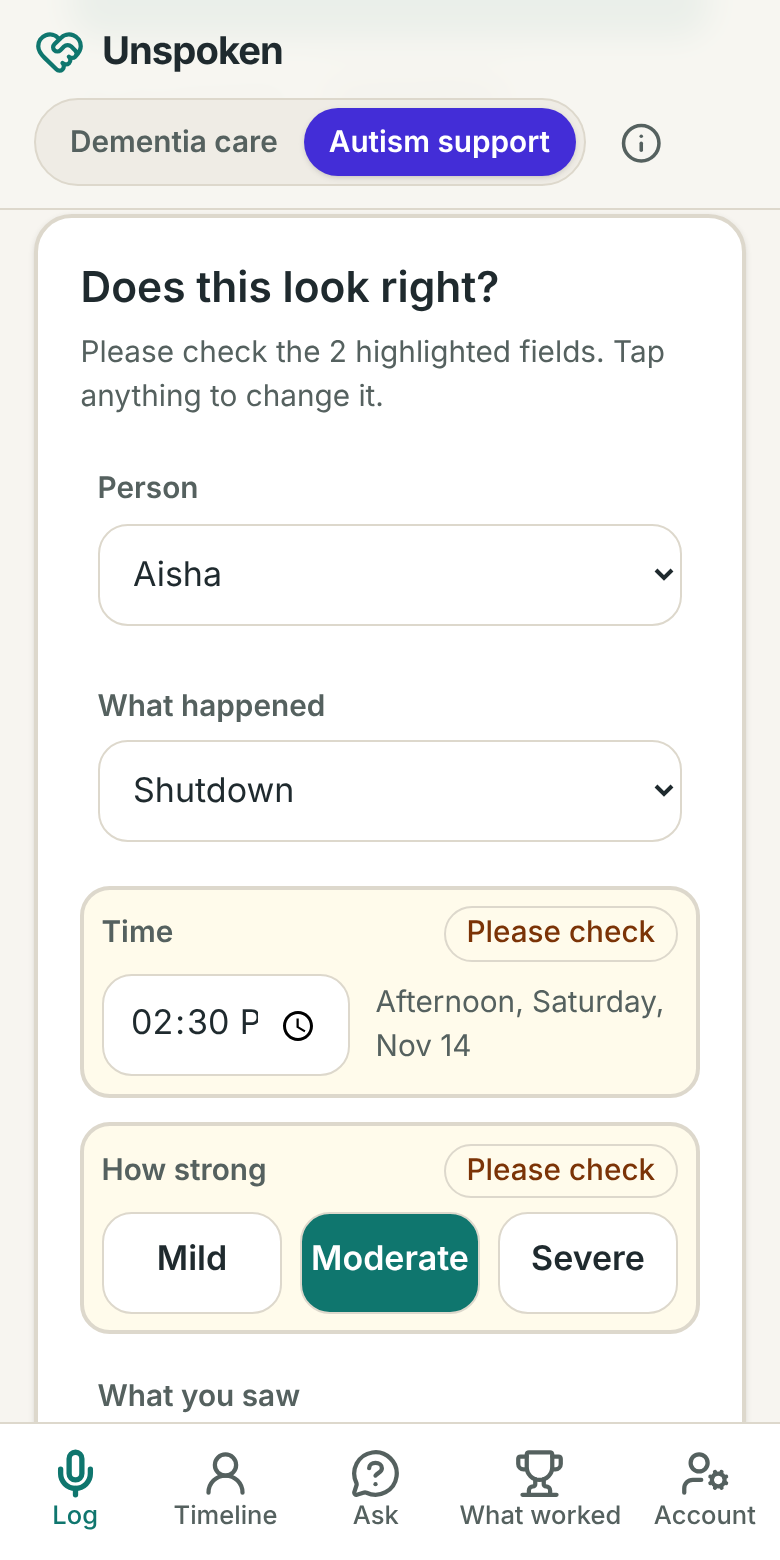 Unspoken
Dementia care
Autism support
Does this look right?
Please check the 2 highlighted fields. Tap
anything to change it.
Person
Aisha
What happened
Shutdown
Time
Please check
02:30 P
Afternoon, Saturday,
Nov 14
How strong
Please check
Mild
Moderate
Severe
What you saw
Log
Timeline
Ask
What worked
Account